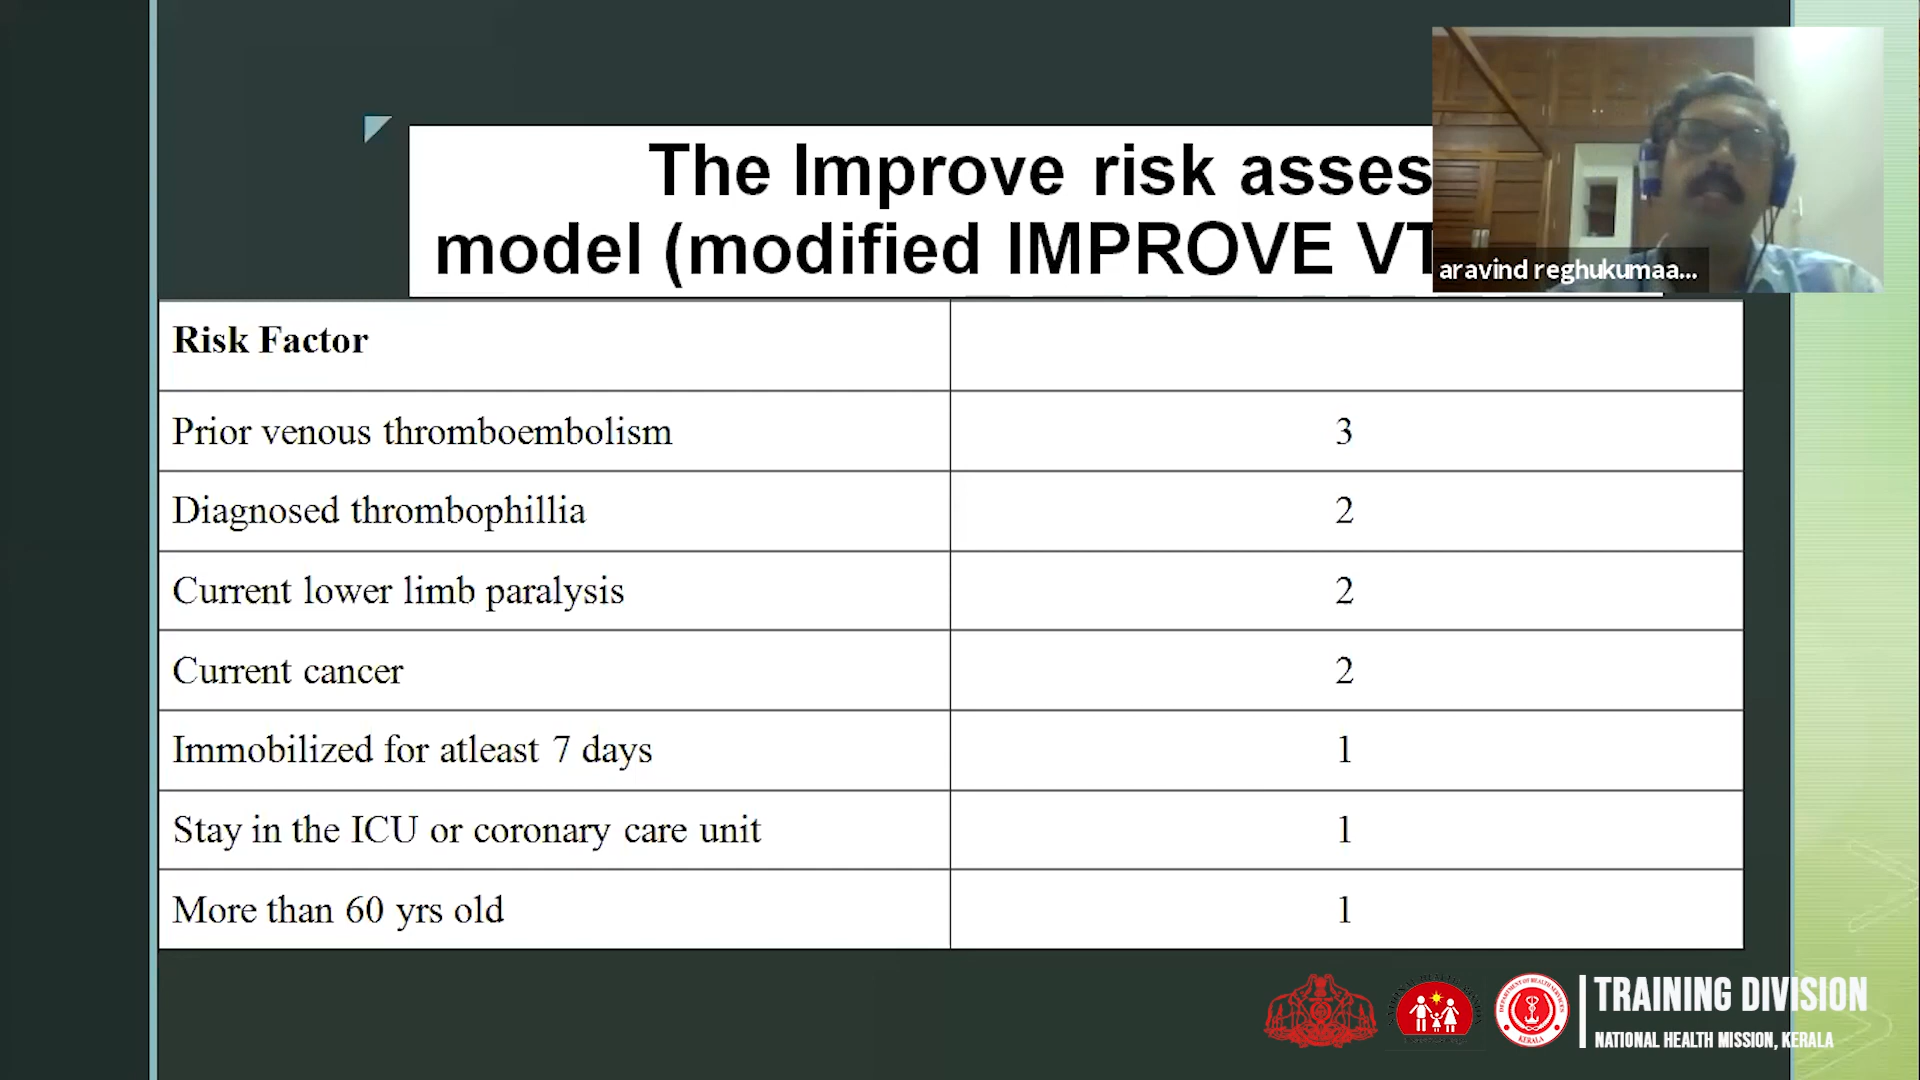 The Improve risk asses
model (modified IMPROVE VT
aravind reghukumaa...
Risk Factor
Prior venous thromboembolism 3
Diagnosed thrombophillia 2
Current lower limb paralysis 2
Current cancer 2
Immobilized for atleast 7 days 1
Stay in the ICU or coronary care unit 1
More than 60 yrs old 1
TRAINING DIVISION
NATIONAL HEALTH MISSION, KERALA